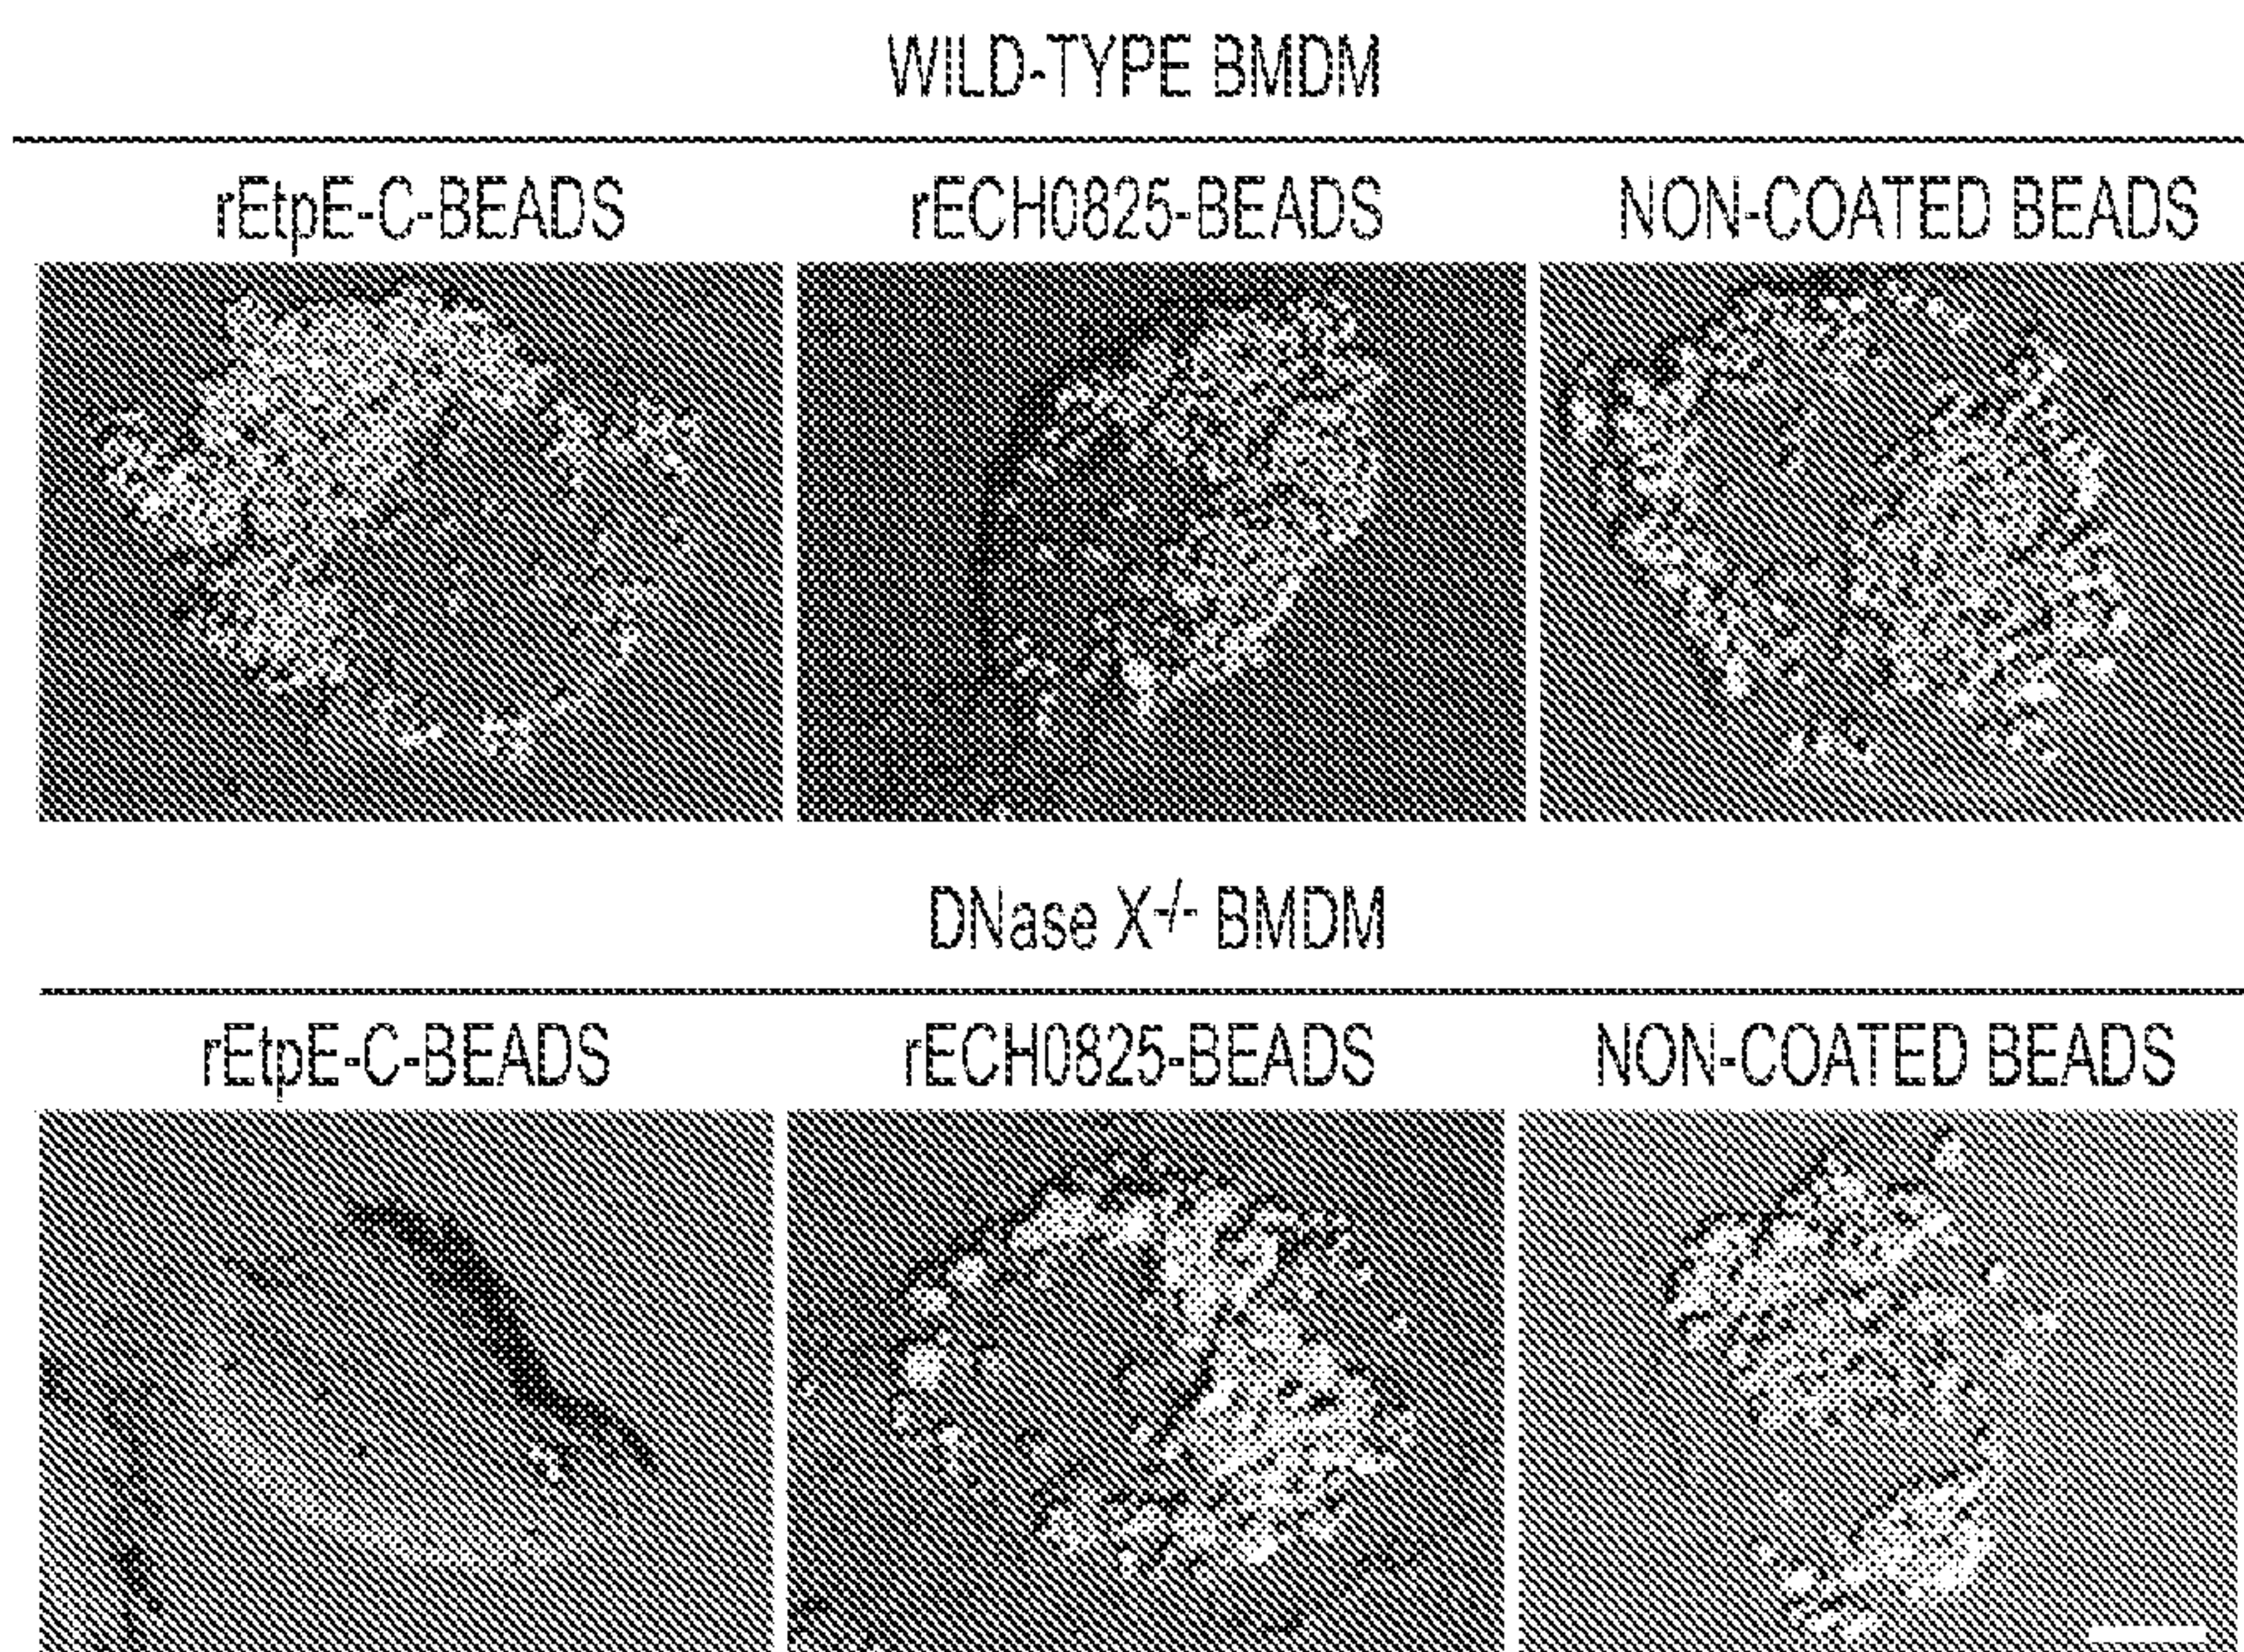 WILD-TYPE BMDM
rEtpE-C-BEADS rECH0825-BEADS NON-COATED BEADS
DNase X-/- BMDM
rEtpE-C-BEADS rECH0825-BEADS NON-COATED BEADS